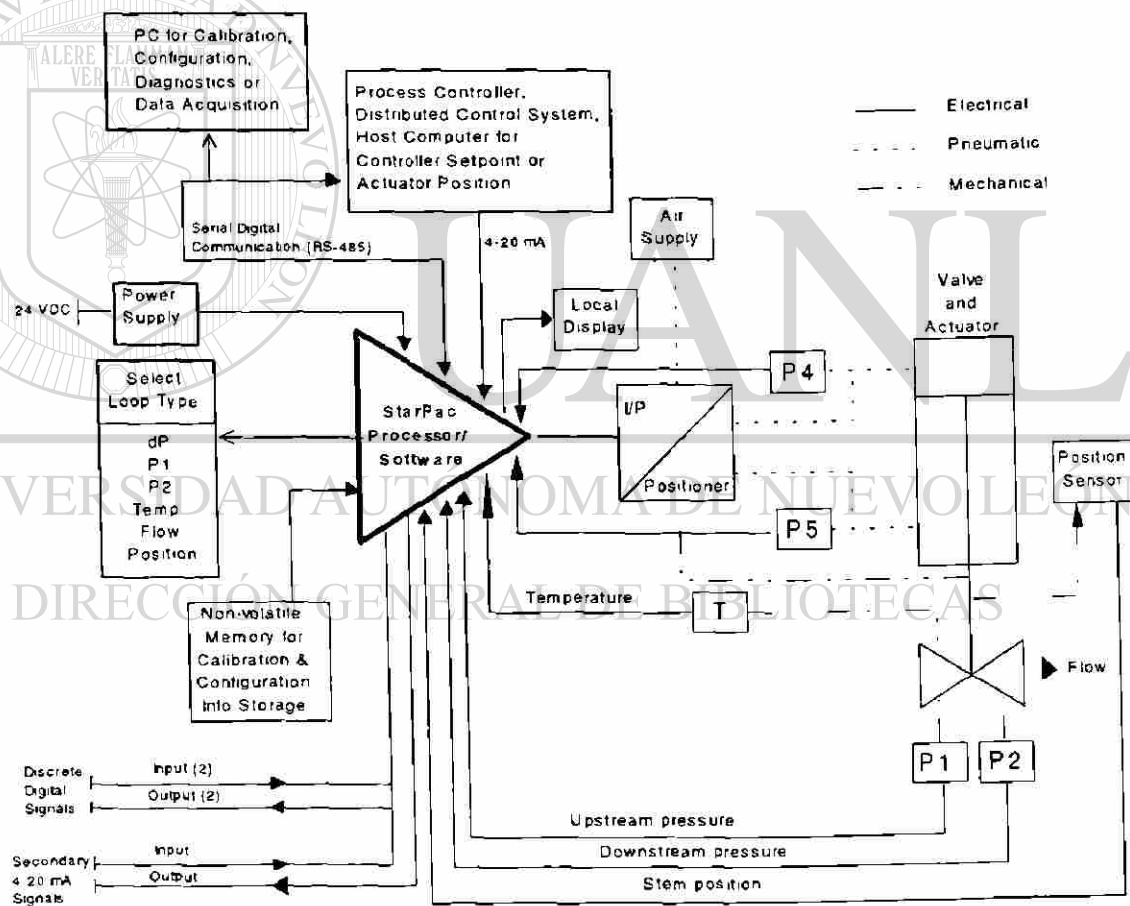 PC for Calibration,
Configuration,
Diagnostics or
Data Acquisition
ALERE FLAMMAM
VERITATIS
Process Controller,
Distributed Control System,
Host Computer for
Controller Setpoint or
Actuator Position
Electrical
Pneumatic
Mechanical
Serial Digital
Communication (RS-485)
4-20 mA
Air
Supply
UANL
24 VDC
Power
Supply
Local
Display
Valve
and
Actuator
Select
Loop Type
dP
P1
P2
Temp
Flow
Position
StarPac
Processor/
Software
I/P
Positioner
P4
P5
Position
Sensor
VERSIDAD AUTÓNOMA DE NUEVO LEÓN
DIRECCIÓN GENERAL DE BIBLIOTECAS
Non-volatile
Memory for
Calibration &
Configuration
Info Storage
Temperature
T
Flow
P1
P2
Discrete
Digital
Signals
Input (2)
Output (2)
Upstream pressure
Downstream pressure
Stem position
Secondary
4-20 mA
Signals
Input
Output